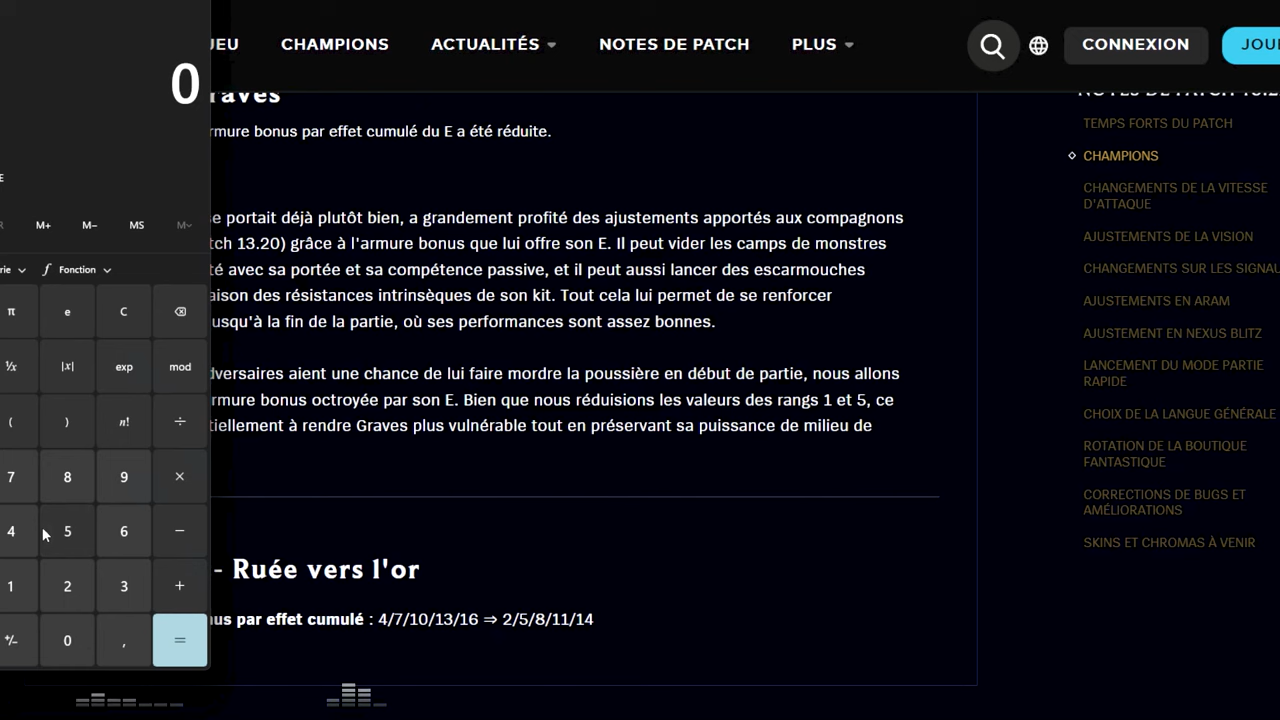 0
E
M+ M- MS M˅
rie Fonction
π e C
⅟x |x| exp mod
( ) n! ÷
7 8 9 ×
4 5 6 −
1 2 3 +
+/- 0 , =
JEU CHAMPIONS ACTUALITÉS NOTES DE PATCH PLUS CONNEXION JOU
raves
rmure bonus par effet cumulé du E a été réduite.
se portait déjà plutôt bien, a grandement profité des ajustements apportés aux compagnons
tch 13.20) grâce à l'armure bonus que lui offre son E. Il peut vider les camps de monstres
té avec sa portée et sa compétence passive, et il peut aussi lancer des escarmouches
aison des résistances intrinsèques de son kit. Tout cela lui permet de se renforcer
usqu'à la fin de la partie, où ses performances sont assez bonnes.
dversaires aient une chance de lui faire mordre la poussière en début de partie, nous allons
rmure bonus octroyée par son E. Bien que nous réduisions les valeurs des rangs 1 et 5, ce
tiellement à rendre Graves plus vulnérable tout en préservant sa puissance de milieu de
- Ruée vers l'or
nus par effet cumulé : 4/7/10/13/16 ⇒ 2/5/8/11/14
TEMPS FORTS DU PATCH
CHAMPIONS
CHANGEMENTS DE LA VITESSE
D'ATTAQUE
AJUSTEMENTS DE LA VISION
CHANGEMENTS SUR LES SIGNAU
AJUSTEMENTS EN ARAM
AJUSTEMENT EN NEXUS BLITZ
LANCEMENT DU MODE PARTIE
RAPIDE
CHOIX DE LA LANGUE GÉNÉRALE
ROTATION DE LA BOUTIQUE
FANTASTIQUE
CORRECTIONS DE BUGS ET
AMÉLIORATIONS
SKINS ET CHROMAS À VENIR